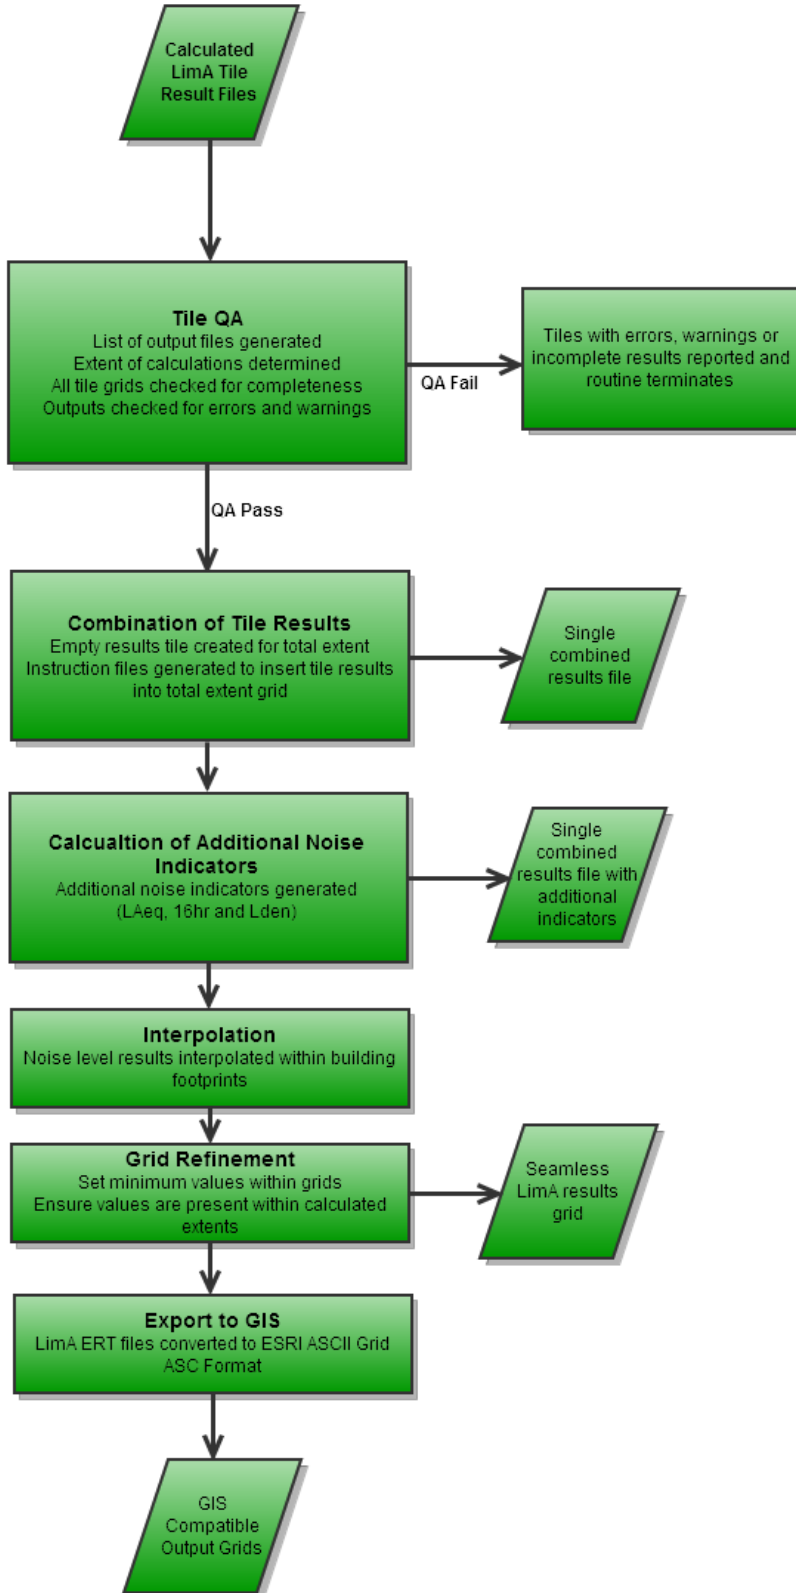 Calculated
LimA Tile
Result Files
Tile QA
List of output files generated
Extent of calculations determined
All tile grids checked for completeness
Outputs checked for errors and warnings
QA Fail
Tiles with errors, warnings or
incomplete results reported and
routine terminates
QA Pass
Combination of Tile Results
Empty results tile created for total extent
Instruction files generated to insert tile results
into total extent grid
Single
combined
results file
Calcualtion of Additional Noise
Indicators
Additional noise indicators generated
(LAeq, 16hr and Lden)
Single
combined
results file with
additional
indicators
Interpolation
Noise level results interpolated within building
footprints
Grid Refinement
Set minimum values within grids
Ensure values are present within calculated
extents
Seamless
LimA results
grid
Export to GIS
LimA ERT files converted to ESRI ASCII Grid
ASC Format
GIS
Compatible
Output Grids